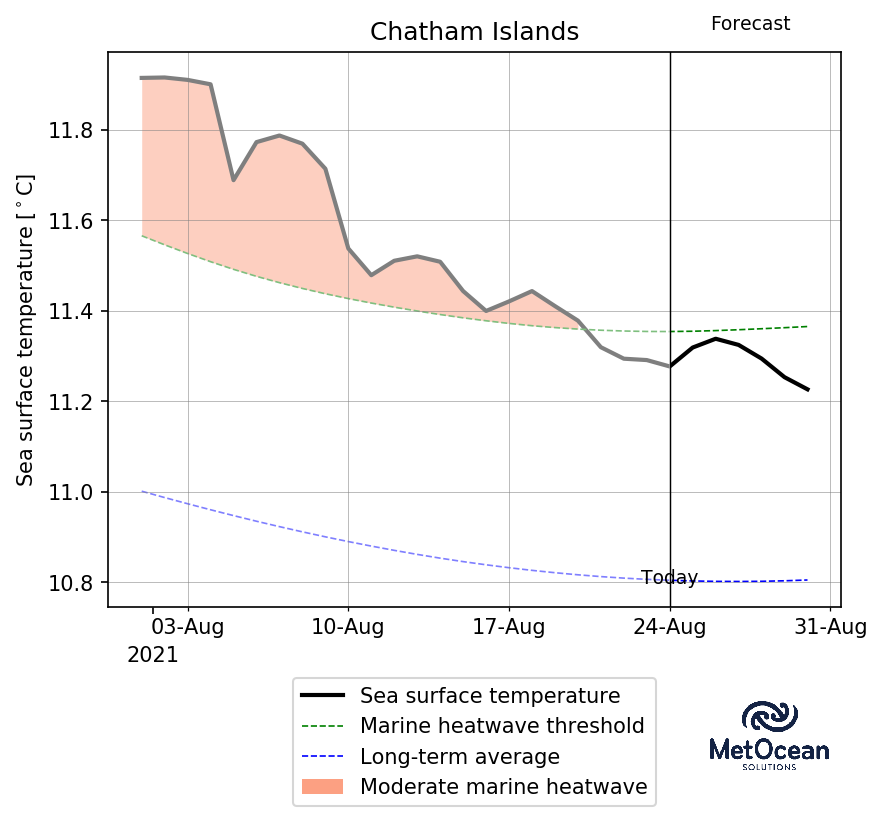 Forecast
Chatham Islands
Sea surface temperature [°C]
11.8
11.6
11.4
11.2
11.0
10.8
Today
03-Aug 10-Aug 17-Aug 24-Aug 31-Aug
2021
Sea surface temperature
Marine heatwave threshold
Long-term average
Moderate marine heatwave
MetOcean
SOLUTIONS